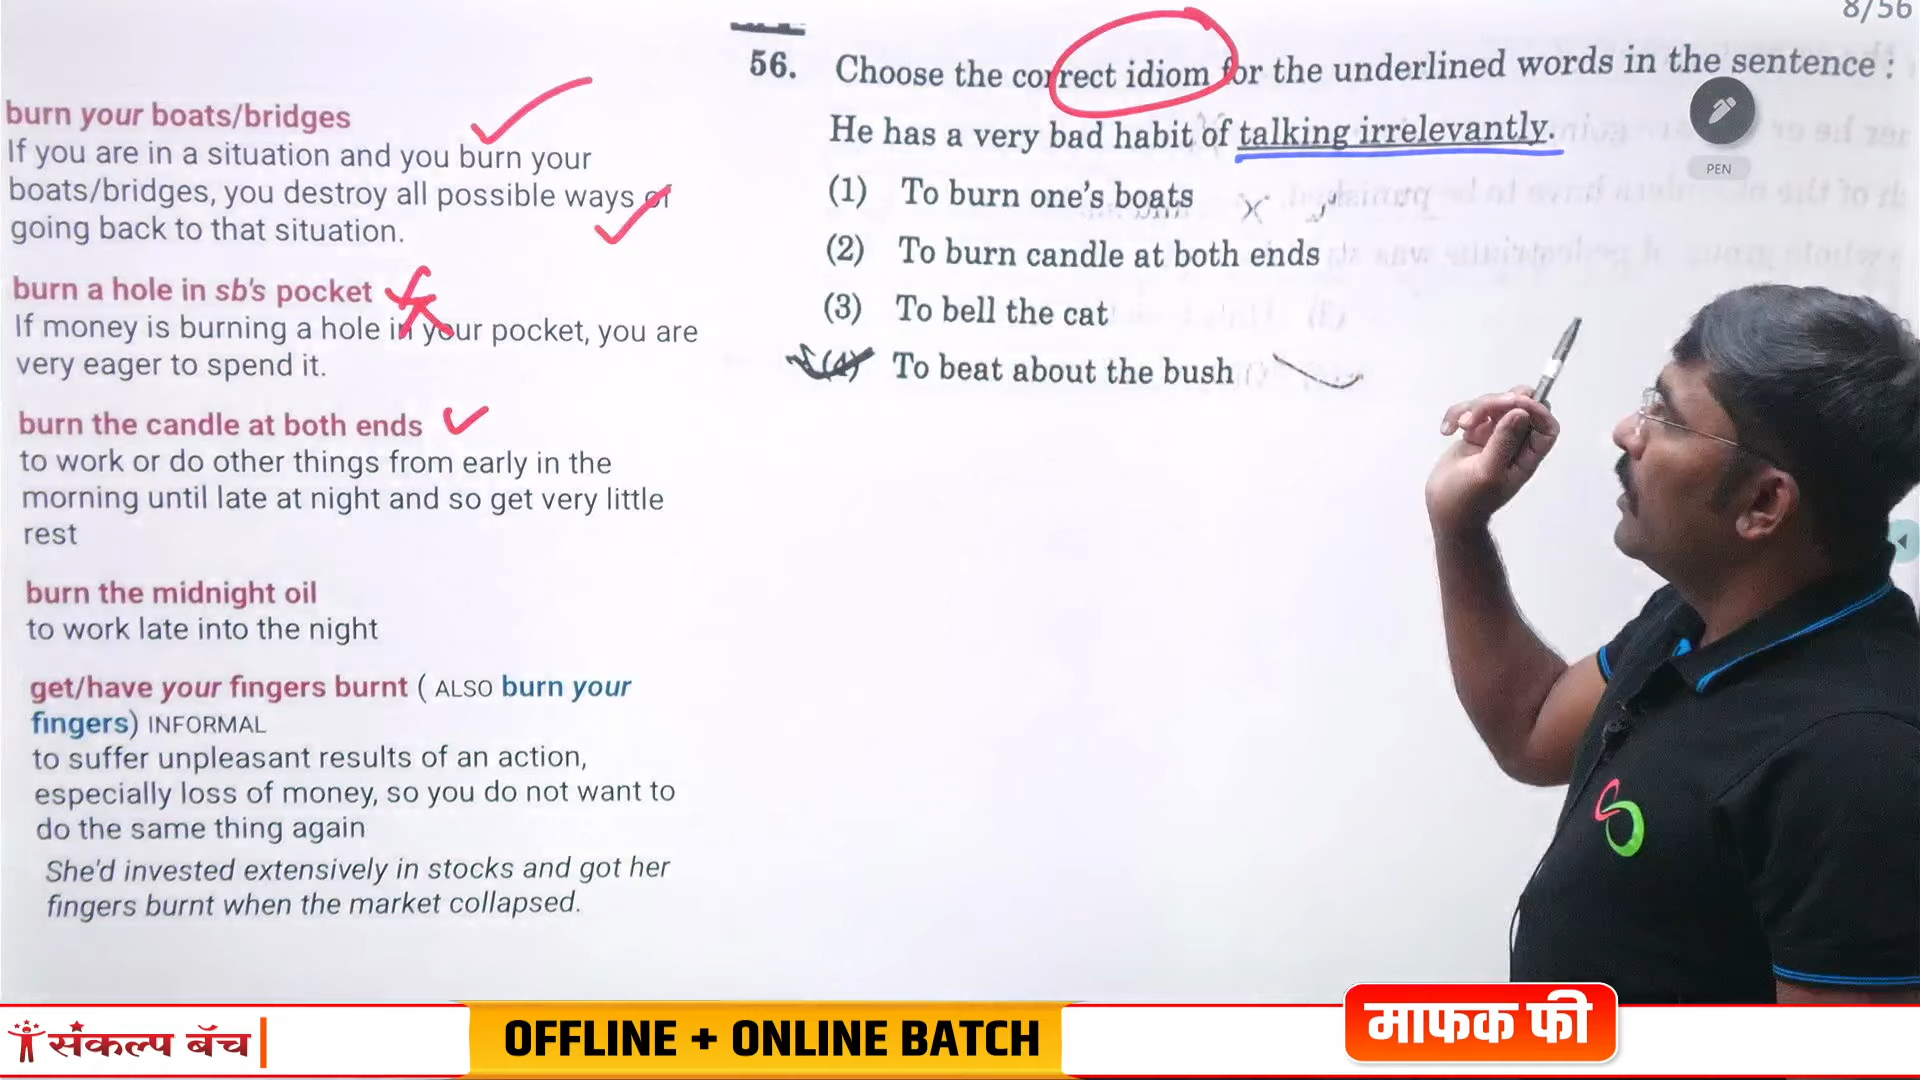 8/56
56. Choose the correct idiom for the underlined words in the sentence :
He has a very bad habit of talking irrelevantly.
(1) To burn one's boats
(2) To burn candle at both ends
(3) To bell the cat
(4) To beat about the bush
PEN
burn your boats/bridges
If you are in a situation and you burn your
boats/bridges, you destroy all possible ways of
going back to that situation.
burn a hole in sb's pocket
If money is burning a hole in your pocket, you are
very eager to spend it.
burn the candle at both ends
to work or do other things from early in the
morning until late at night and so get very little
rest
burn the midnight oil
to work late into the night
get/have your fingers burnt ( ALSO burn your
fingers) INFORMAL
to suffer unpleasant results of an action,
especially loss of money, so you do not want to
do the same thing again
She'd invested extensively in stocks and got her
fingers burnt when the market collapsed.
संकल्प बॅच
OFFLINE + ONLINE BATCH
माफक फी